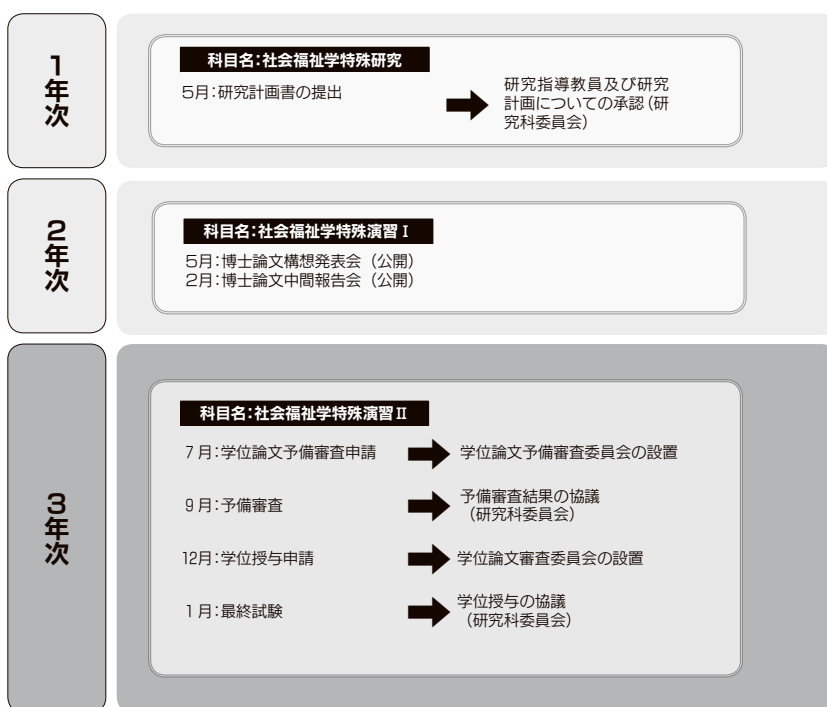 1年次
科目名:社会福祉学特殊研究
5月:研究計画書の提出
研究指導教員及び研究
計画についての承認(研
究科委員会)
2年次
科目名:社会福祉学特殊演習Ⅰ
5月:博士論文構想発表会(公開)
2月:博士論文中間報告会(公開)
3年次
科目名:社会福祉学特殊演習Ⅱ
7月:学位論文予備審査申請
学位論文予備審査委員会の設置
9月:予備審査
予備審査結果の協議
(研究科委員会)
12月:学位授与申請
学位論文審査委員会の設置
1月:最終試験
学位授与の協議
(研究科委員会)